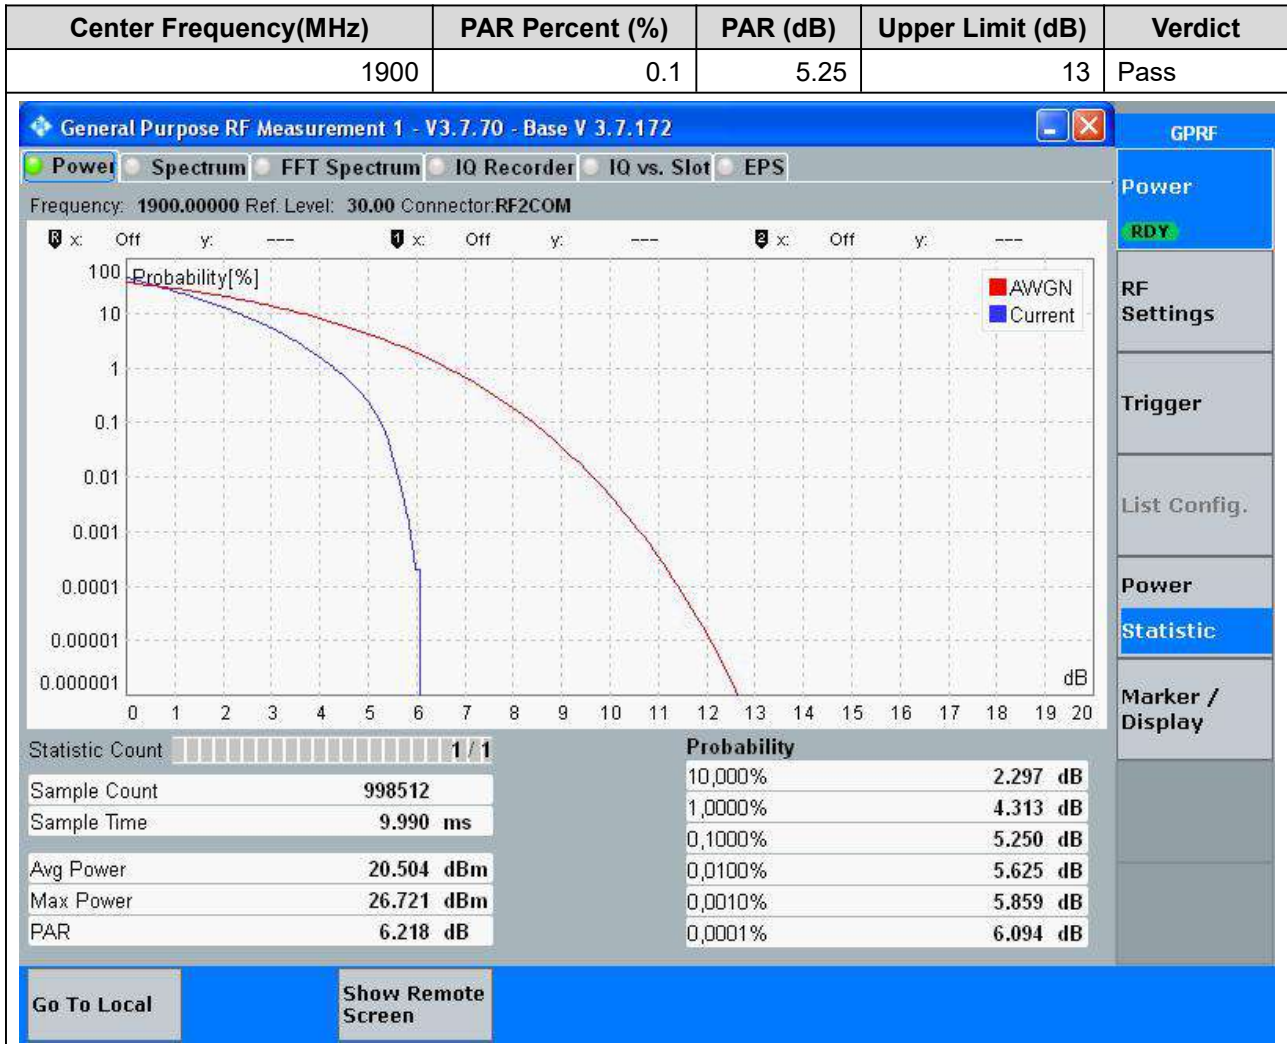 Center Frequency(MHz) PAR Percent (%) PAR (dB) Upper Limit (dB) Verdict
1900 0.1 5.25 13 Pass
General Purpose RF Measurement 1 - V3.7.70 - Base V 3.7.172
GPRF
Power Spectrum FFT Spectrum IQ Recorder IQ vs. Slot EPS
Frequency: 1900.00000 Ref. Level: 30.00 Connector:RF2COM
R x: Off y: --- 1 x: Off y: --- 2 x: Off y: ---
Probability[%]
AWGN
Current
100
10
1
0.1
0.01
0.001
0.0001
0.00001
0.000001
dB
0 1 2 3 4 5 6 7 8 9 10 11 12 13 14 15 16 17 18 19 20
Statistic Count 1 / 1
Sample Count 998512
Sample Time 9.990 ms
Avg Power 20.504 dBm
Max Power 26.721 dBm
PAR 6.218 dB
Probability
10,000% 2.297 dB
1,0000% 4.313 dB
0,1000% 5.250 dB
0,0100% 5.625 dB
0,0010% 5.859 dB
0,0001% 6.094 dB
Power
RDY
RF
Settings
Trigger
List Config.
Power
Statistic
Marker /
Display
Go To Local
Show Remote
Screen